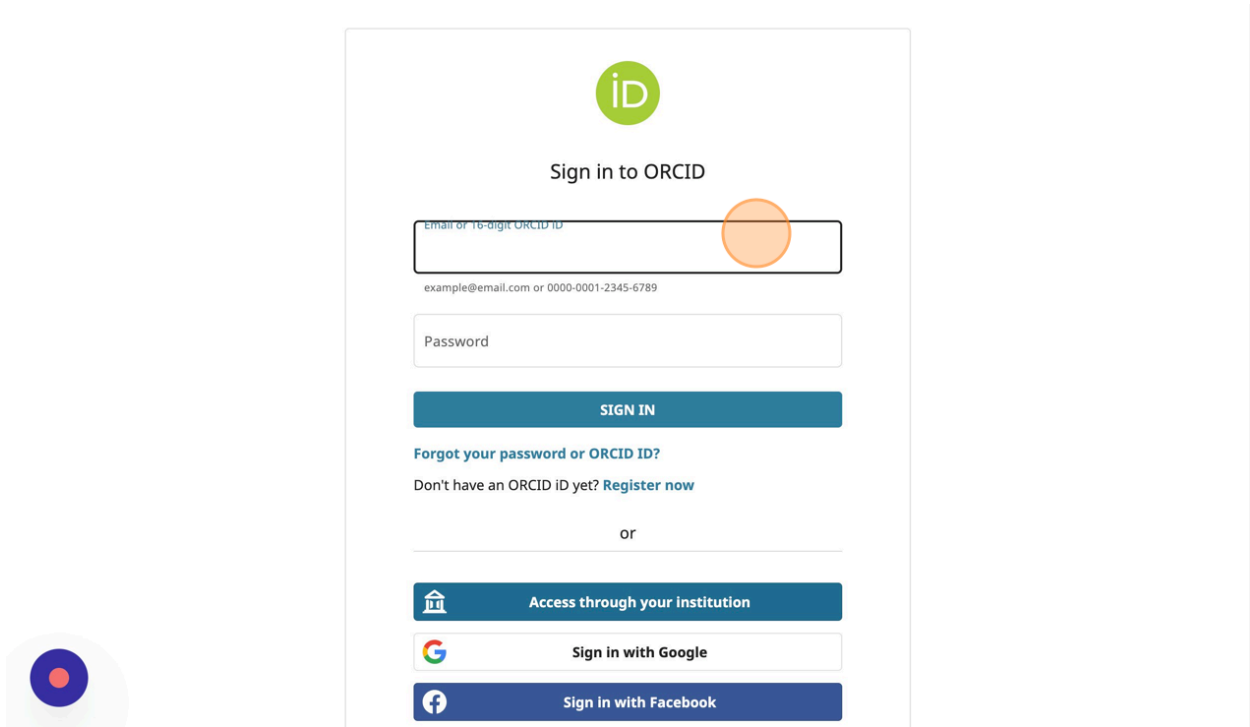 iD
Sign in to ORCID
Email or 16-digit ORCID iD
example@email.com or 0000-0001-2345-6789
Password
SIGN IN
Forgot your password or ORCID ID?
Don't have an ORCID iD yet? Register now
or
Access through your institution
Sign in with Google
Sign in with Facebook